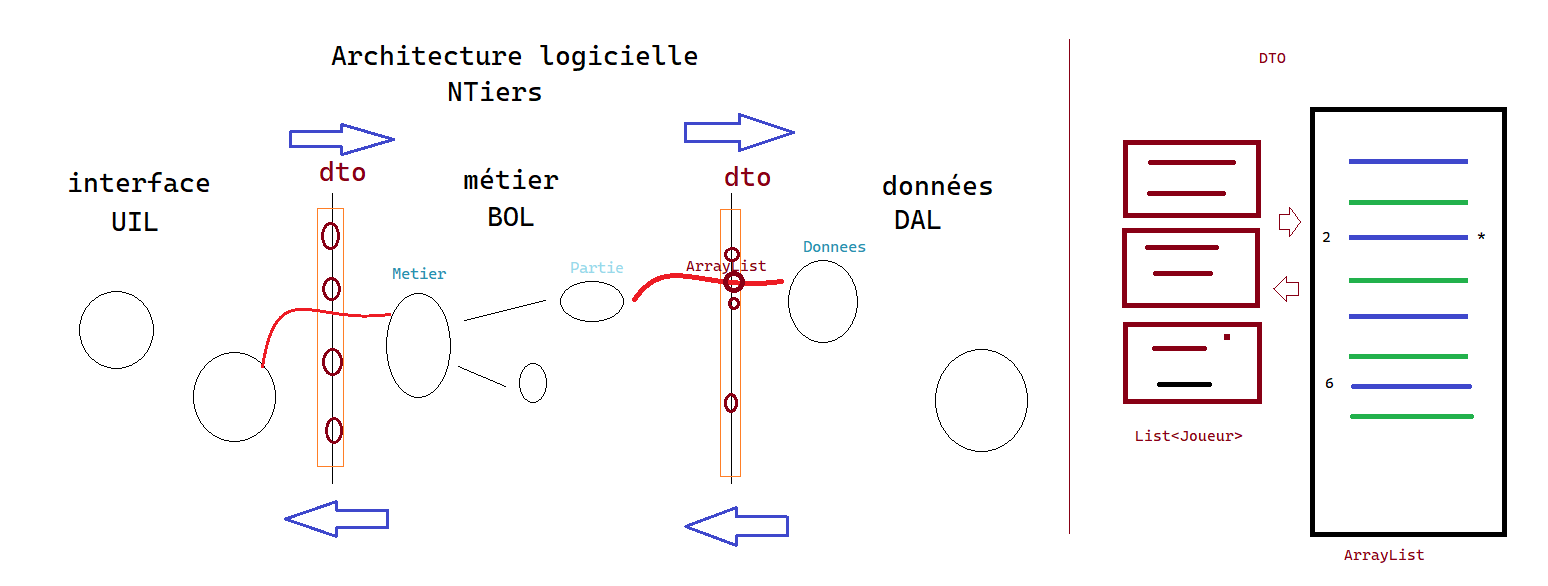 Architecture logicielle
NTiers
interface
UIL
dto
métier
BOL
dto
données
DAL
Metier
Partie
ArrayList
Donnees
DTO
2
*
6
List<Joueur>
ArrayList